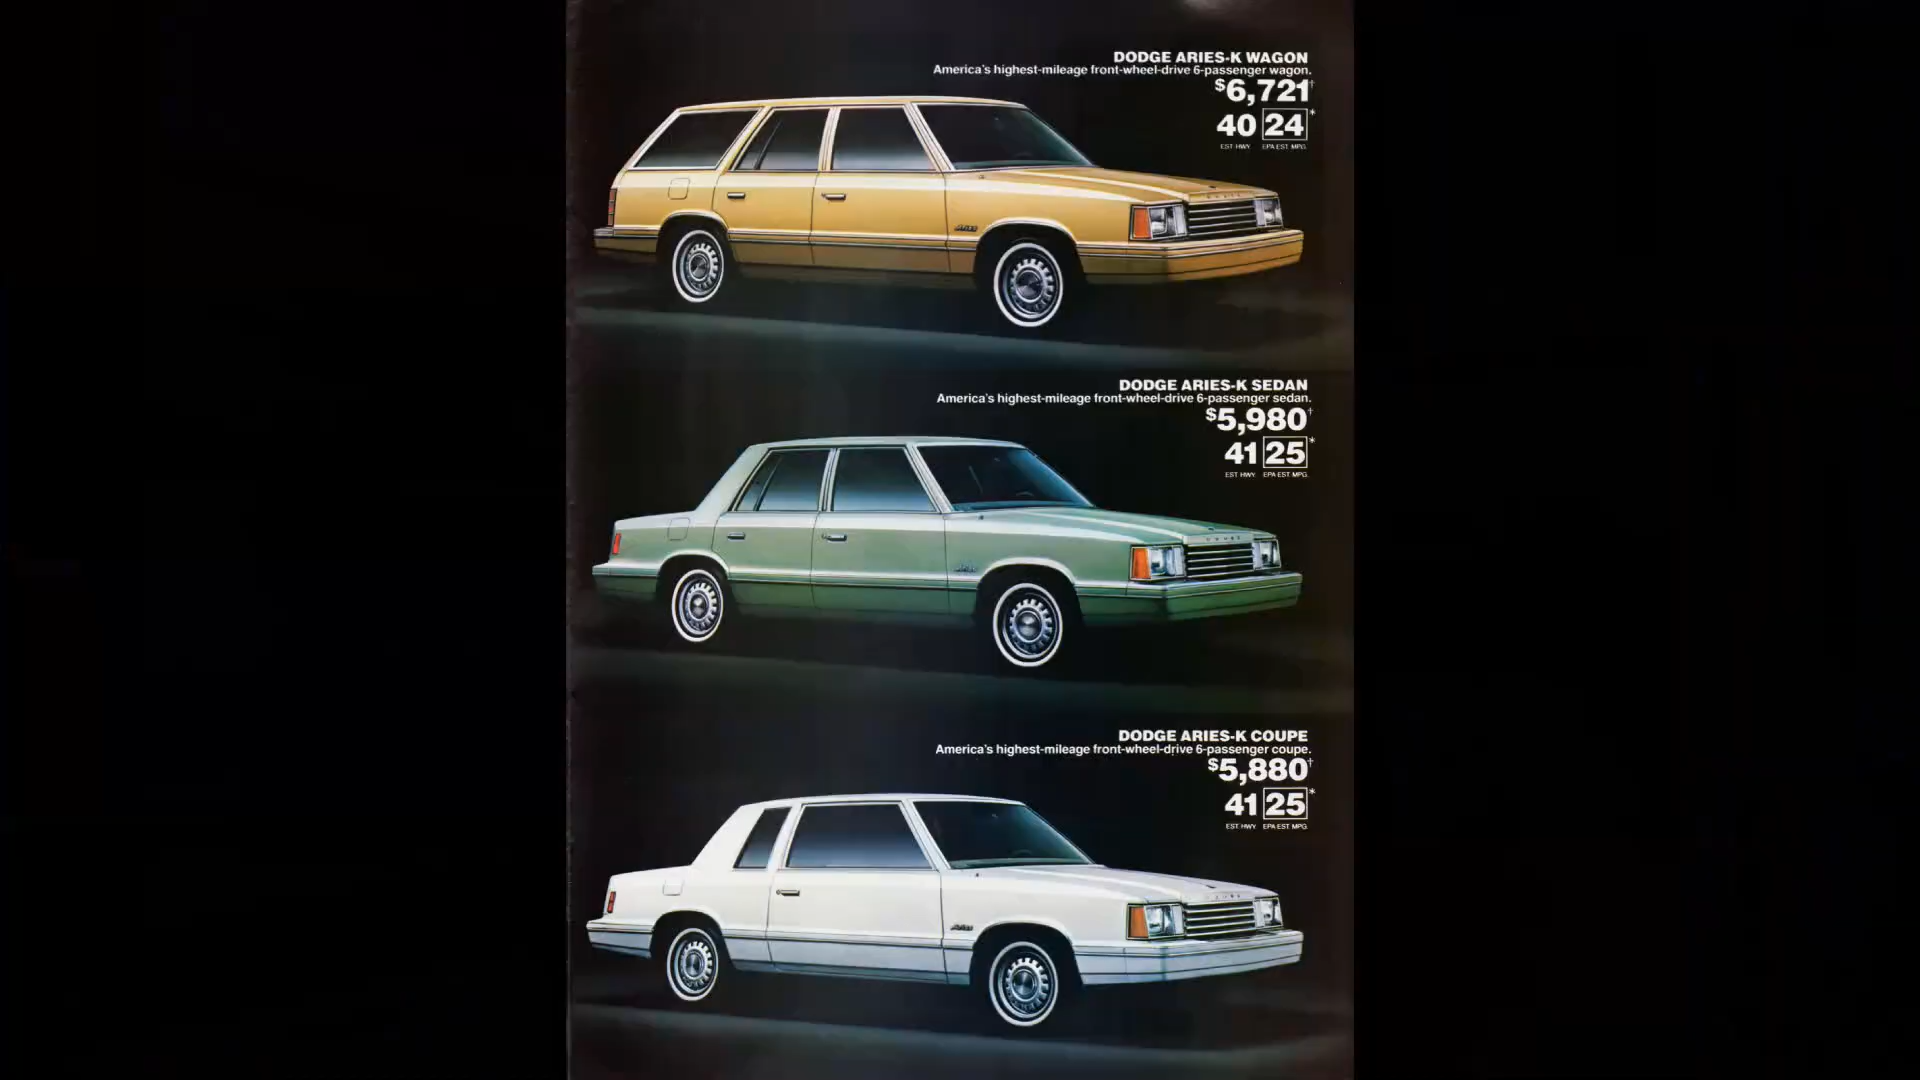 DODGE ARIES-K WAGON
America's highest-mileage front-wheel-drive 6-passenger wagon.
$6,721†
40 24*
EST. HWY. EPA EST. MPG.
Aries
DODGE ARIES-K SEDAN
America's highest-mileage front-wheel-drive 6-passenger sedan.
$5,980†
41 25*
EST. HWY. EPA EST. MPG.
DODGE
DODGE ARIES-K COUPE
America's highest-mileage front-wheel-drive 6-passenger coupe.
$5,880†
41 25*
EST. HWY. EPA EST. MPG.
Aries